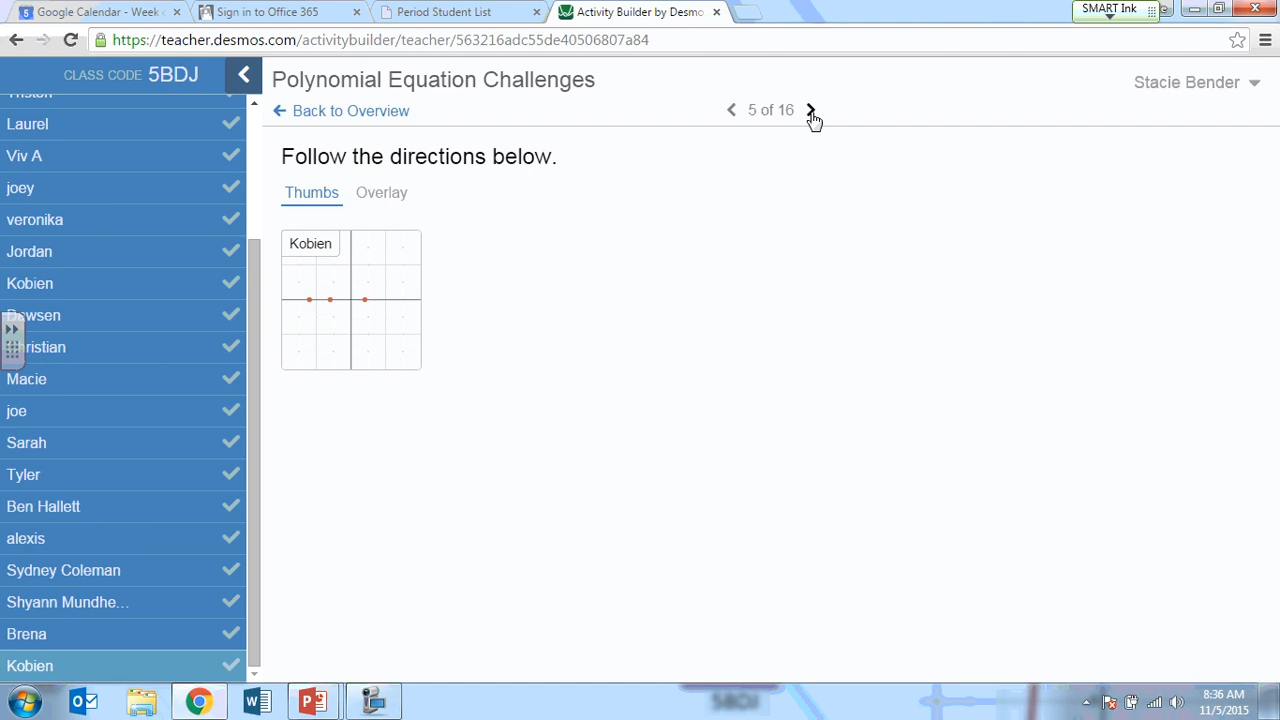 Google Calendar - Week
Sign in to Office 365
Period Student List
Activity Builder by Desmo
SMART Ink
https://teacher.desmos.com/activitybuilder/teacher/563216adc55de40506807a84
CLASS CODE 5BDJ
Polynomial Equation Challenges
Stacie Bender
Back to Overview
5 of 16
Follow the directions below.
Thumbs
Overlay
Kobien
Laurel
Viv A
joey
veronika
Jordan
Kobien
Dawsen
Christian
Macie
joe
Sarah
Tyler
Ben Hallett
alexis
Sydney Coleman
Shyann Mundhe...
Brena
Kobien
5BDJ
8:36 AM
11/5/2015